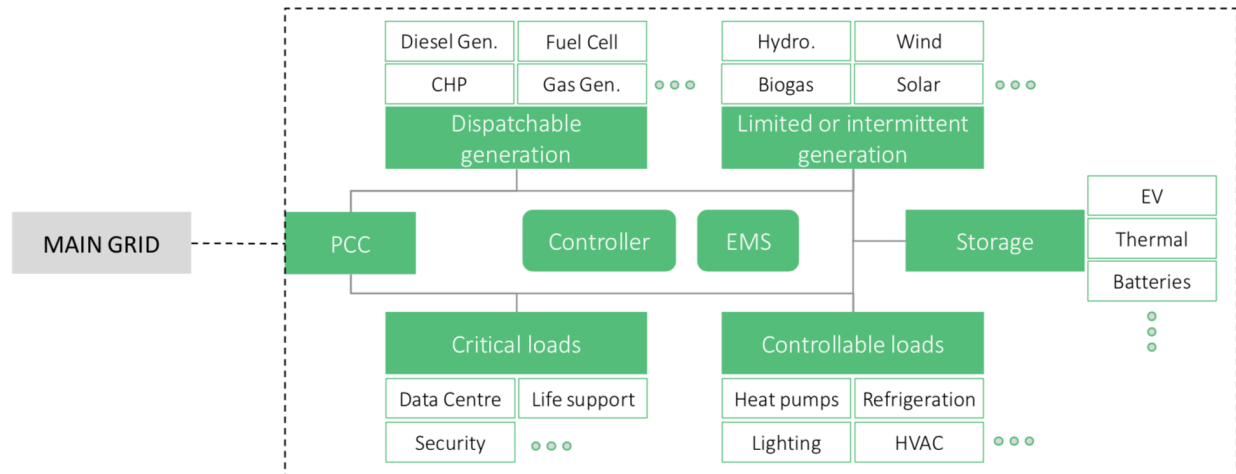 Diesel Gen.
Fuel Cell
Hydro.
Wind
CHP
Gas Gen.
Biogas
Solar
Dispatchable
generation
Limited or intermittent
generation
MAIN GRID
PCC
Controller
EMS
Storage
EV
Thermal
Batteries
Critical loads
Controllable loads
Data Centre
Life support
Heat pumps
Refrigeration
Security
Lighting
HVAC